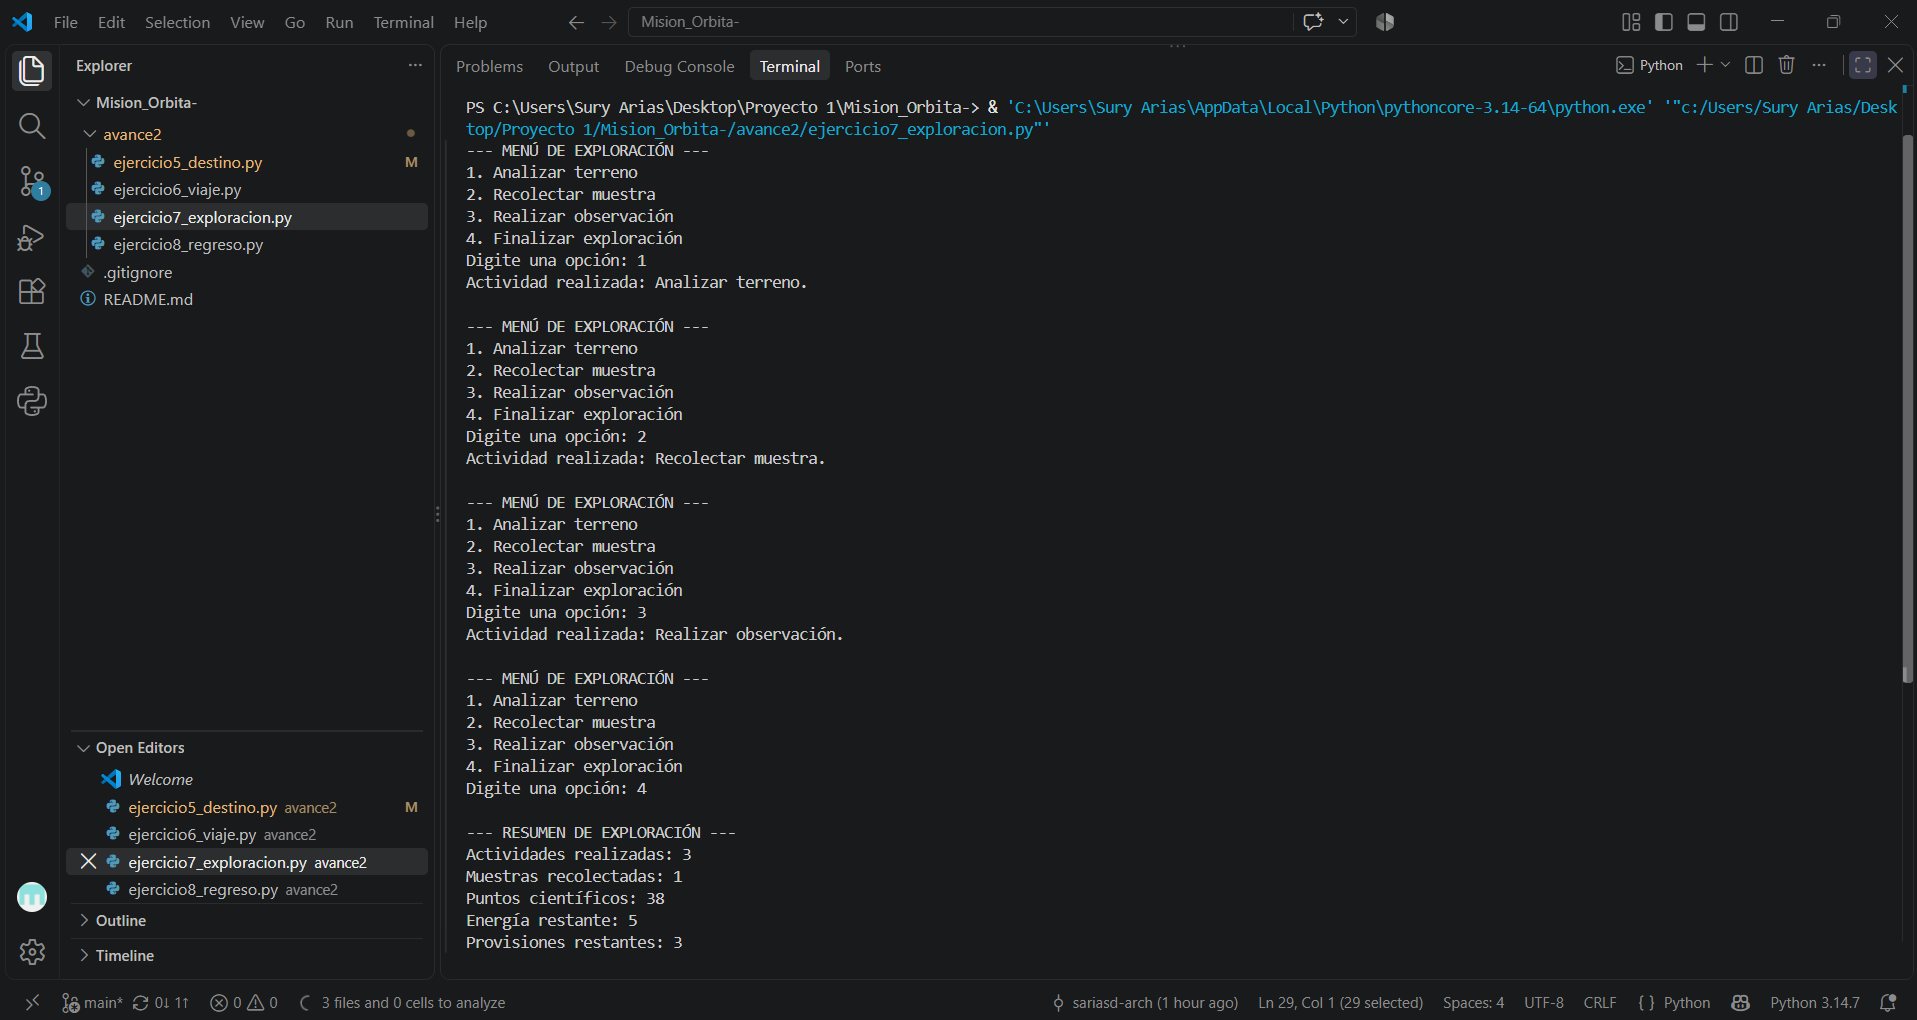 File Edit Selection View Go Run Terminal Help
Mision_Orbita-
Explorer
Mision_Orbita-
avance2
ejercicio5_destino.py M
ejercicio6_viaje.py
ejercicio7_exploracion.py
ejercicio8_regreso.py
.gitignore
README.md
1
Open Editors
Welcome
ejercicio5_destino.py avance2 M
ejercicio6_viaje.py avance2
ejercicio7_exploracion.py avance2
ejercicio8_regreso.py avance2
Outline
Timeline
Problems Output Debug Console Terminal Ports
Python
PS C:\Users\Sury Arias\Desktop\Proyecto 1\Mision_Orbita-> & 'C:\Users\Sury Arias\AppData\Local\Python\pythoncore-3.14-64\python.exe' '"c:/Users/Sury Arias/Desk
top/Proyecto 1/Mision_Orbita-/avance2/ejercicio7_exploracion.py"'
--- MENÚ DE EXPLORACIÓN ---
1. Analizar terreno
2. Recolectar muestra
3. Realizar observación
4. Finalizar exploración
Digite una opción: 1
Actividad realizada: Analizar terreno.
--- MENÚ DE EXPLORACIÓN ---
1. Analizar terreno
2. Recolectar muestra
3. Realizar observación
4. Finalizar exploración
Digite una opción: 2
Actividad realizada: Recolectar muestra.
--- MENÚ DE EXPLORACIÓN ---
1. Analizar terreno
2. Recolectar muestra
3. Realizar observación
4. Finalizar exploración
Digite una opción: 3
Actividad realizada: Realizar observación.
--- MENÚ DE EXPLORACIÓN ---
1. Analizar terreno
2. Recolectar muestra
3. Realizar observación
4. Finalizar exploración
Digite una opción: 4
--- RESUMEN DE EXPLORACIÓN ---
Actividades realizadas: 3
Muestras recolectadas: 1
Puntos científicos: 38
Energía restante: 5
Provisiones restantes: 3
main* 0↓ 1↑ 0 0 3 files and 0 cells to analyze sariasd-arch (1 hour ago) Ln 29, Col 1 (29 selected) Spaces: 4 UTF-8 CRLF { } Python Python 3.14.7